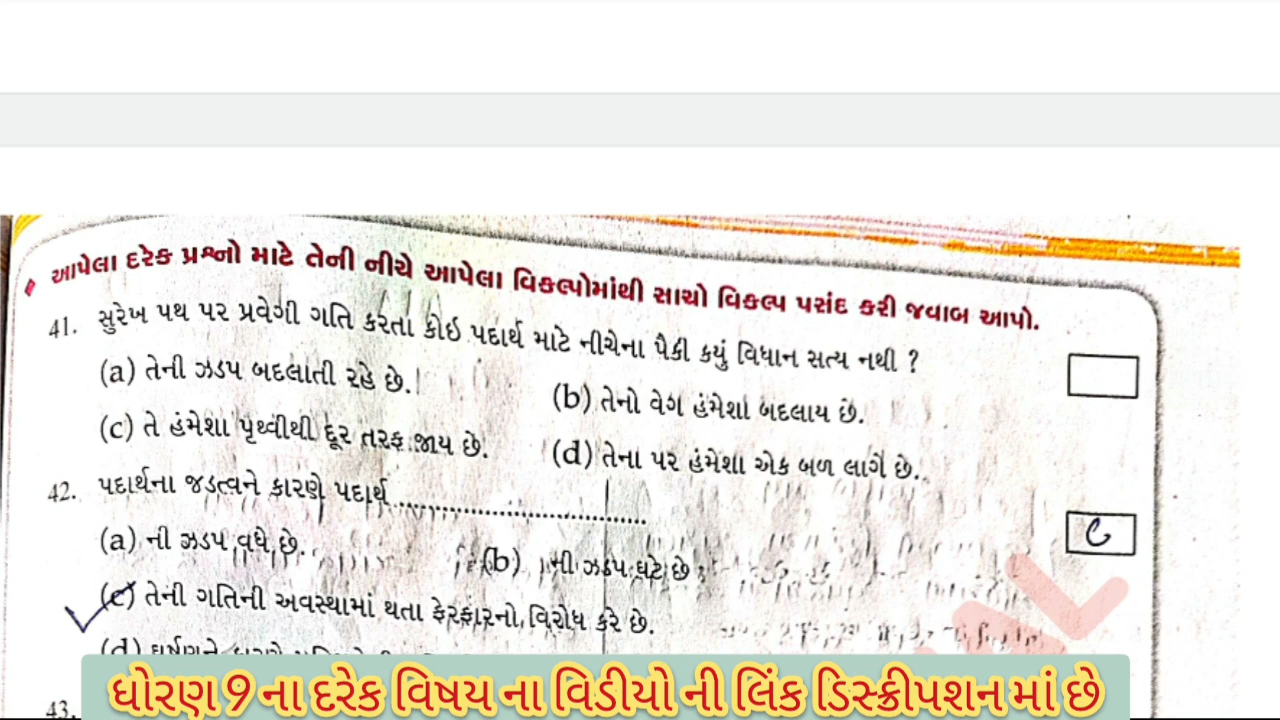 આપેલા દરેક પ્રશ્નો માટે તેની નીચે આપેલા વિકલ્પોમાંથી સાચો વિકલ્પ પસંદ કરી જવાબ આપો.
41. સુરેખ પથ પર પ્રવેગી ગતિ કરતા કોઈ પદાર્થ માટે નીચેના પૈકી કયું વિધાન સત્ય નથી ?
(a) તેની ઝડપ બદલાતી રહે છે. (b) તેનો વેગ હંમેશા બદલાય છે.
(c) તે હંમેશા પૃથ્વીથી દૂર તરફ જાય છે. (d) તેના પર હંમેશા એક બળ લાગે છે.
42. પદાર્થના જડત્વને કારણે પદાર્થ ........................................
C
(a) ની ઝડપ વધે છે. (b) ની ઝડપ ઘટે છે
(c) તેની ગતિની અવસ્થામાં થતા ફેરફારનો વિરોધ કરે છે.
(d)
43.
ધોરણ 9 ના દરેક વિષય ના વિડીયો ની લિંક ડિસ્ક્રીપશન માં છે